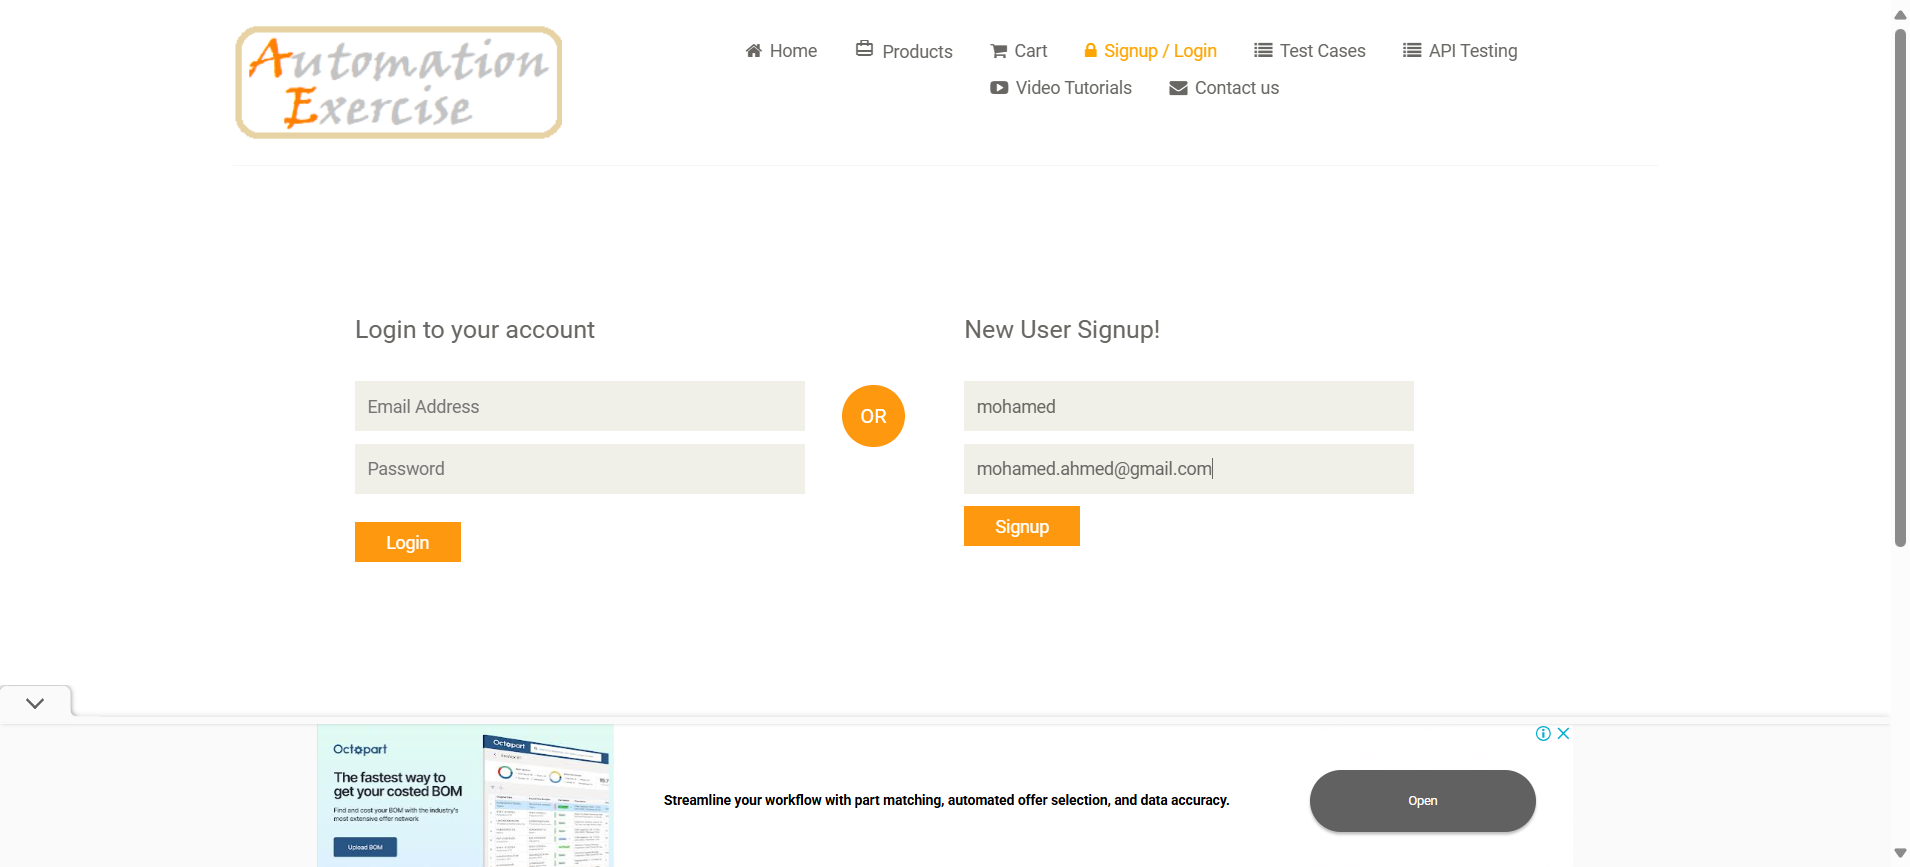 Automation
Exercise
Home
Products
Cart
Signup / Login
Test Cases
API Testing
Video Tutorials
Contact us
Login to your account
Email Address
Password
Login
OR
New User Signup!
mohamed
mohamed.ahmed@gmail.com
Signup
Octopart
The fastest way to
get your costed BOM
Find and cost your BOM with the industry's
most extensive offer network
Upload BOM
Octopart
Streamline your workflow with part matching, automated offer selection, and data accuracy.
Open